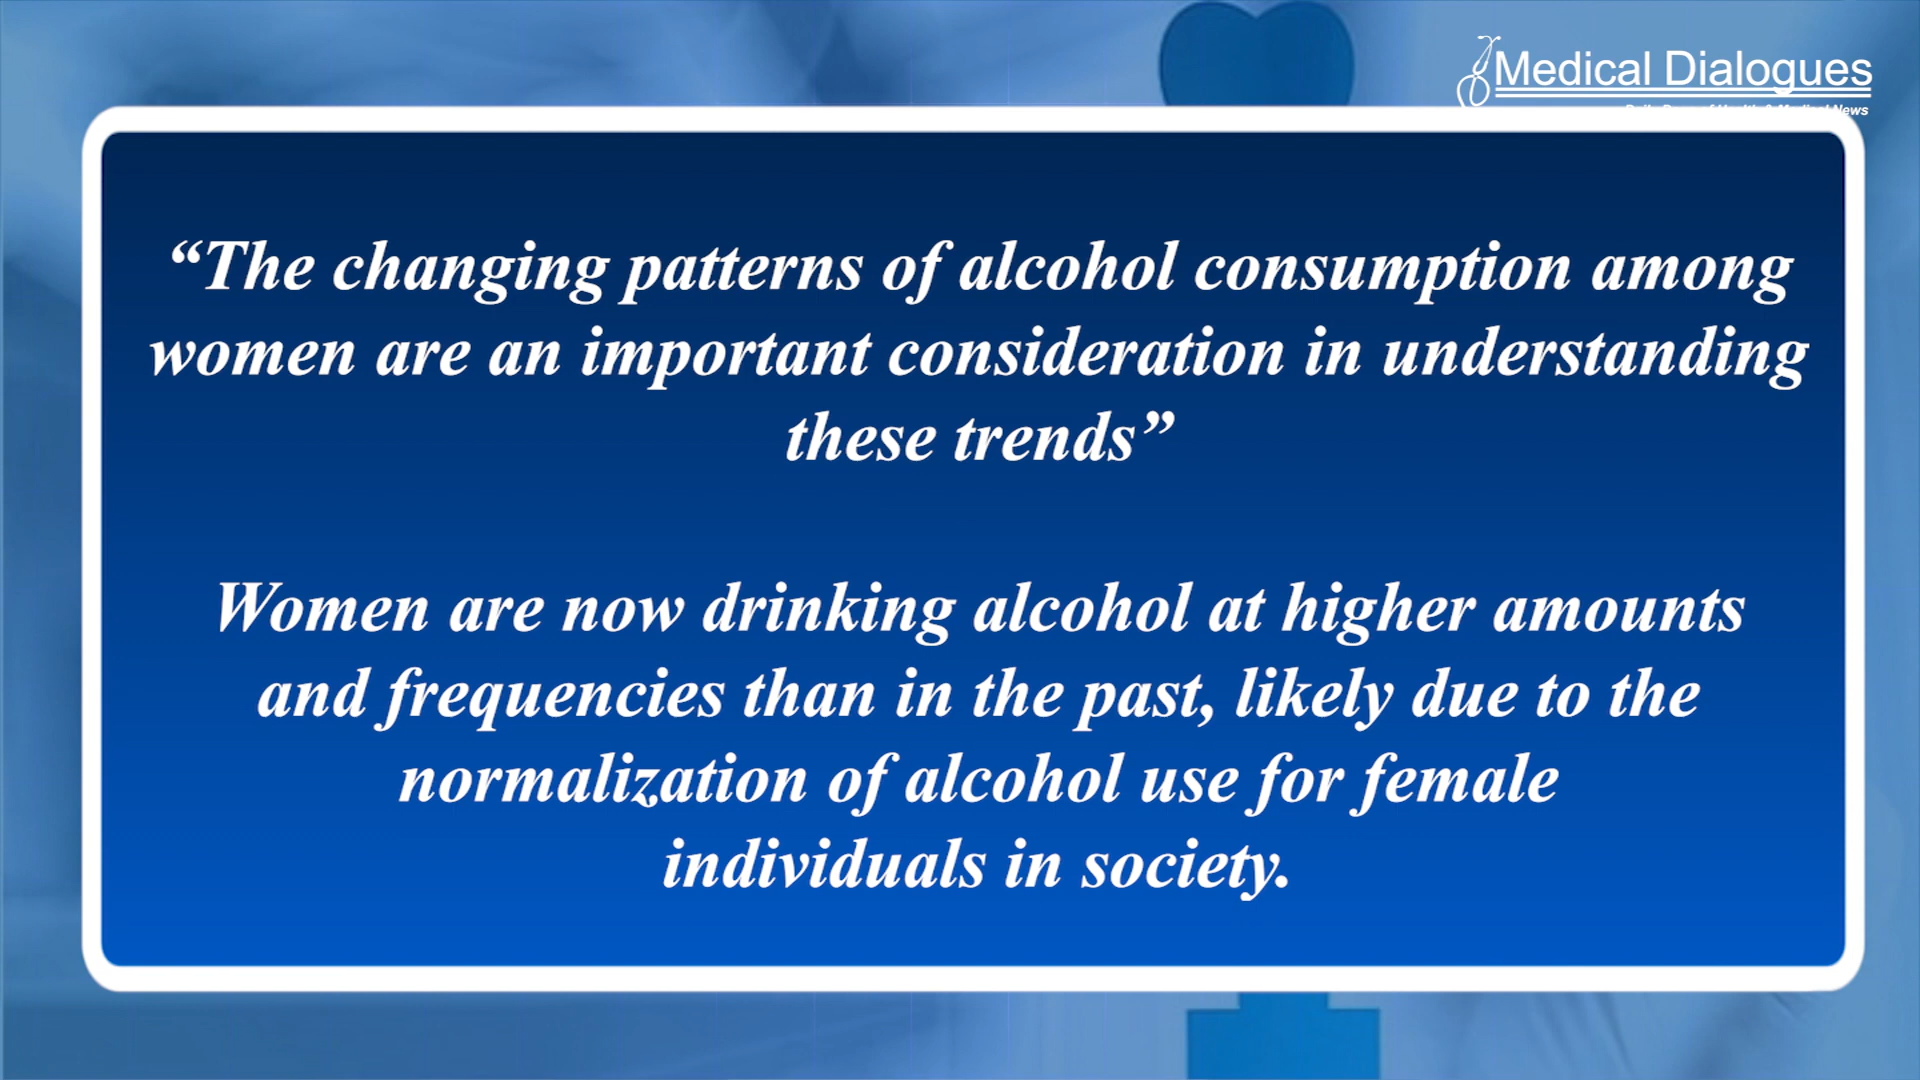 Medical Dialogues
News
“The changing patterns of alcohol consumption among
women are an important consideration in understanding
these trends”
Women are now drinking alcohol at higher amounts
and frequencies than in the past, likely due to the
normalization of alcohol use for female
individuals in society.